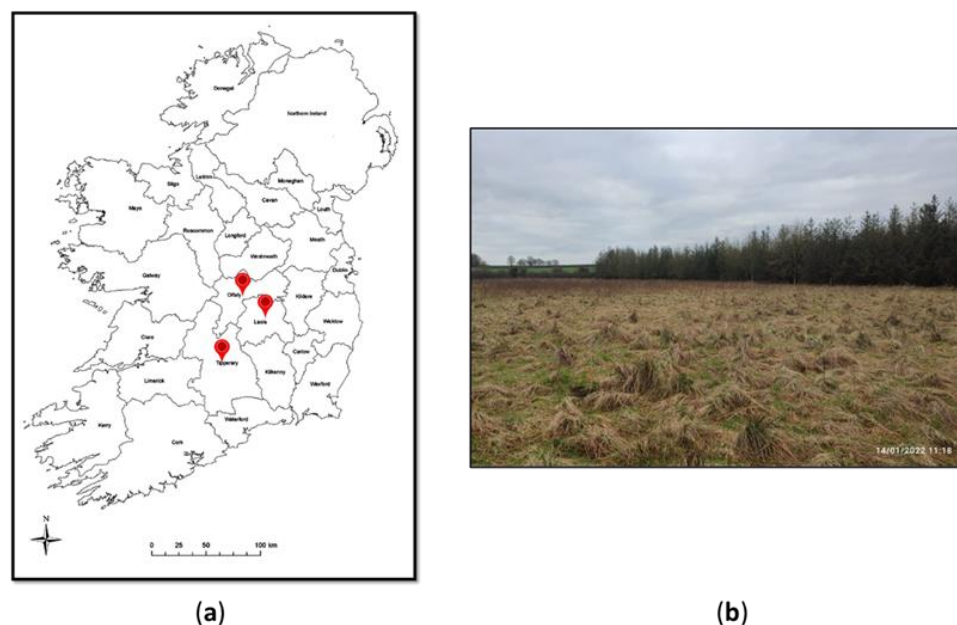 Donegal
Northern Ireland
Leitrim
Sligo
Monaghan
Cavan
Louth
Mayo
Roscommon
Longford
Meath
Westmeath
Galway
Dublin
Offaly
Kildare
Laois
Wicklow
Clare
Carlow
Tipperary
Kilkenny
Limerick
Wexford
Waterford
Kerry
Cork
N
0 25 50 100 km
14/01/2022 11:18
(a)
(b)